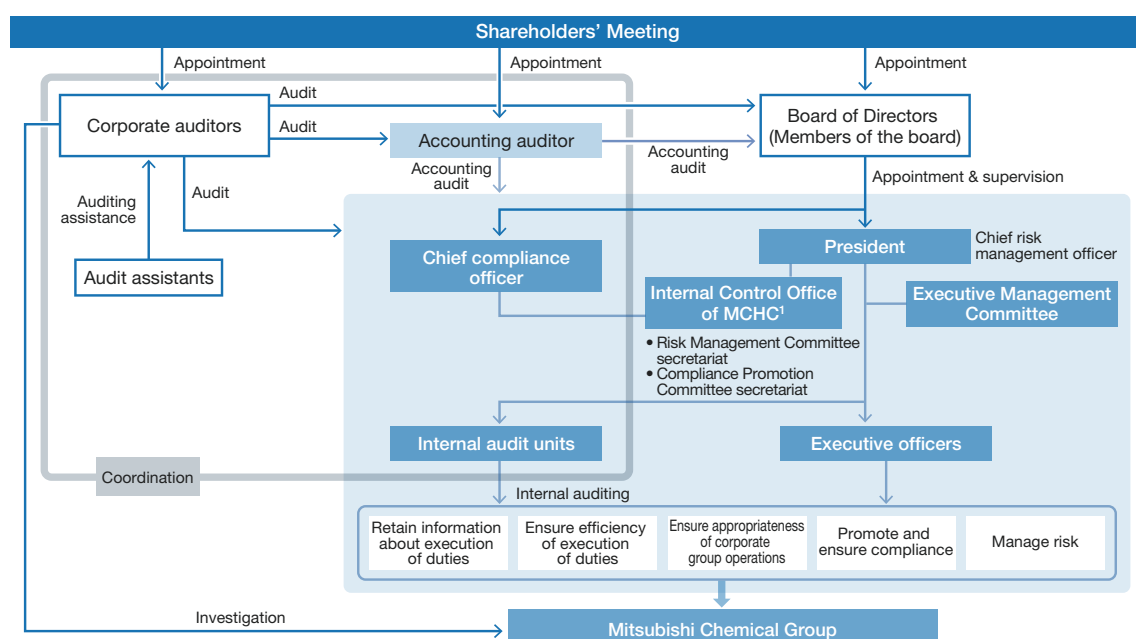 Shareholders' Meeting
Appointment
Appointment
Appointment
Corporate auditors
Audit
Audit
Accounting auditor
Board of Directors
(Members of the board)
Accounting
audit
Accounting
audit
Appointment & supervision
Auditing
assistance
Audit
Audit assistants
Chief compliance
officer
President
Chief risk
management officer
Internal Control Office
of MCHC¹
Executive Management
Committee
• Risk Management Committee
secretariat
• Compliance Promotion
Committee secretariat
Internal audit units
Executive officers
Coordination
Internal auditing
Retain information
about execution
of duties
Ensure efficiency
of execution
of duties
Ensure appropriateness
of corporate
group operations
Promote and
ensure compliance
Manage risk
Investigation
Mitsubishi Chemical Group